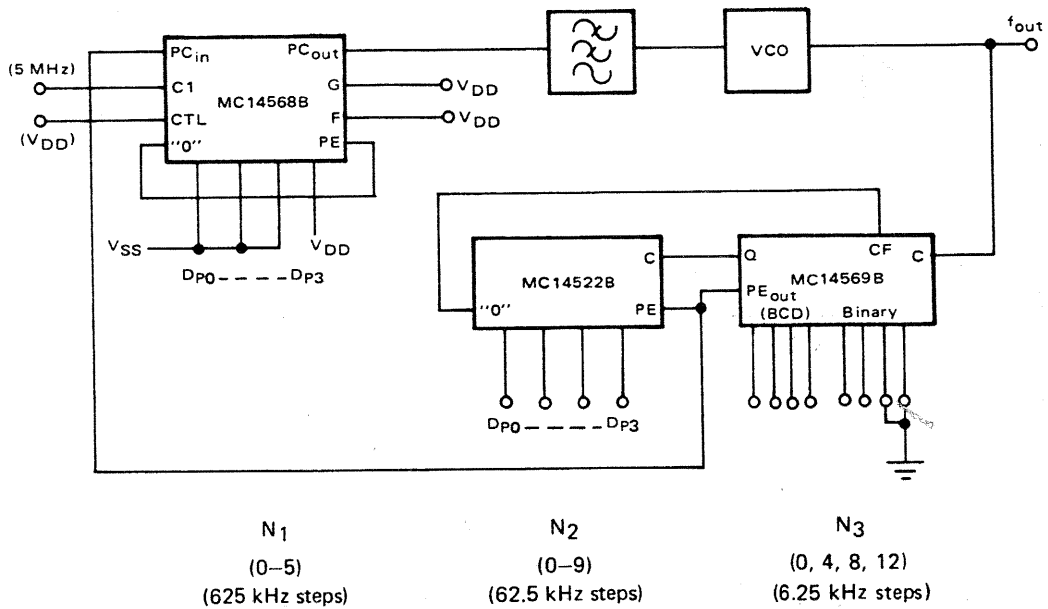 PCin PCout
(5 MHz)
C1 G VDD
MC14568B
CTL F VDD
(VDD)
"0" PE
VSS VDD
DP0 – – – – DP3
VCO
fout
CF
C Q C
MC14522B MC14569B
PEout
"0" PE (BCD) Binary
DP0 – – – – DP3
N1 N2 N3
(0–5) (0–9) (0, 4, 8, 12)
(625 kHz steps) (62.5 kHz steps) (6.25 kHz steps)